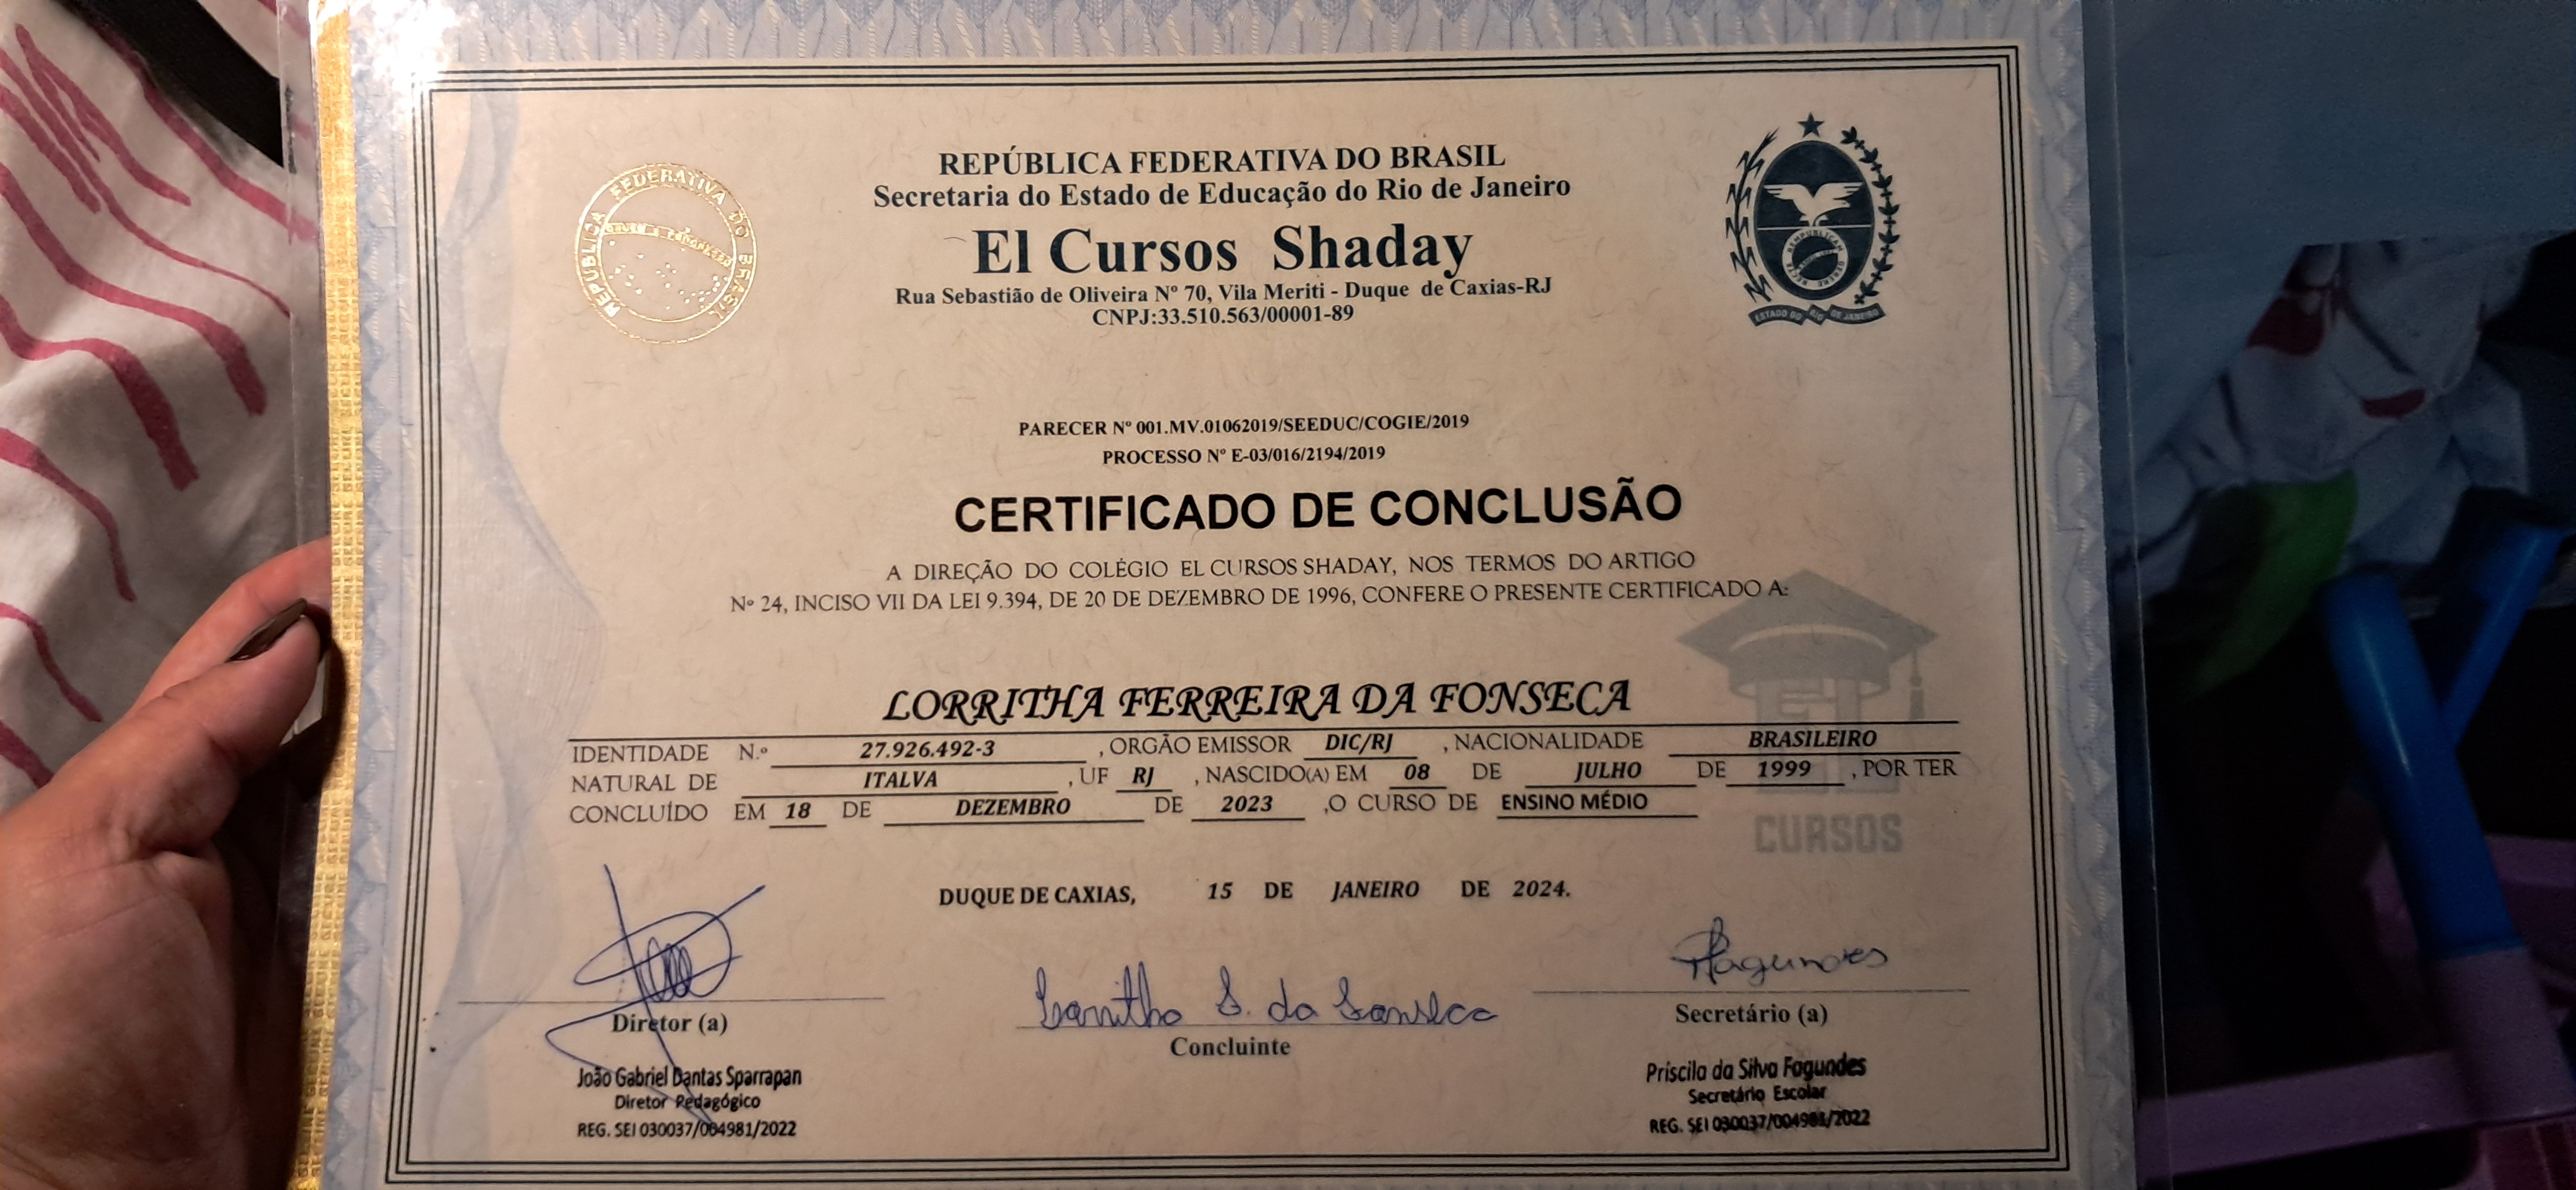 REPÚBLICA FEDERATIVA DO BRASIL
REPÚBLICA FEDERATIVA DO BRASIL
Secretaria do Estado de Educação do Rio de Janeiro
El Cursos Shaday
Rua Sebastião de Oliveira Nº 70, Vila Meriti - Duque de Caxias-RJ
CNPJ:33.510.563/00001-89
ESTADO DO RIO DE JANEIRO
PARECER Nº 001.MV.01062019/SEEDUC/COGIE/2019
PROCESSO Nº E-03/016/2194/2019
CERTIFICADO DE CONCLUSÃO
A DIREÇÃO DO COLÉGIO EL CURSOS SHADAY, NOS TERMOS DO ARTIGO
Nº 24, INCISO VII DA LEI 9.394, DE 20 DE DEZEMBRO DE 1996, CONFERE O PRESENTE CERTIFICADO A:
LORRITHA FERREIRA DA FONSECA
IDENTIDADE N.º 27.926.492-3 , ORGÃO EMISSOR DIC/RJ , NACIONALIDADE BRASILEIRO
NATURAL DE ITALVA , UF RJ , NASCIDO(A) EM 08 DE JULHO DE 1999 , POR TER
CONCLUÍDO EM 18 DE DEZEMBRO DE 2023 ,O CURSO DE ENSINO MÉDIO
CURSOS
DUQUE DE CAXIAS, 15 DE JANEIRO DE 2024.
Lorritha F. da Fonseca
PFagundes
Diretor (a)
Concluinte
Secretário (a)
João Gabriel Dantas Sparrapan
Diretor Pedagógico
REG. SEI 030037/004981/2022
Priscila da Silva Fagundes
Secretário Escolar
REG. SEI 030037/004981/2022